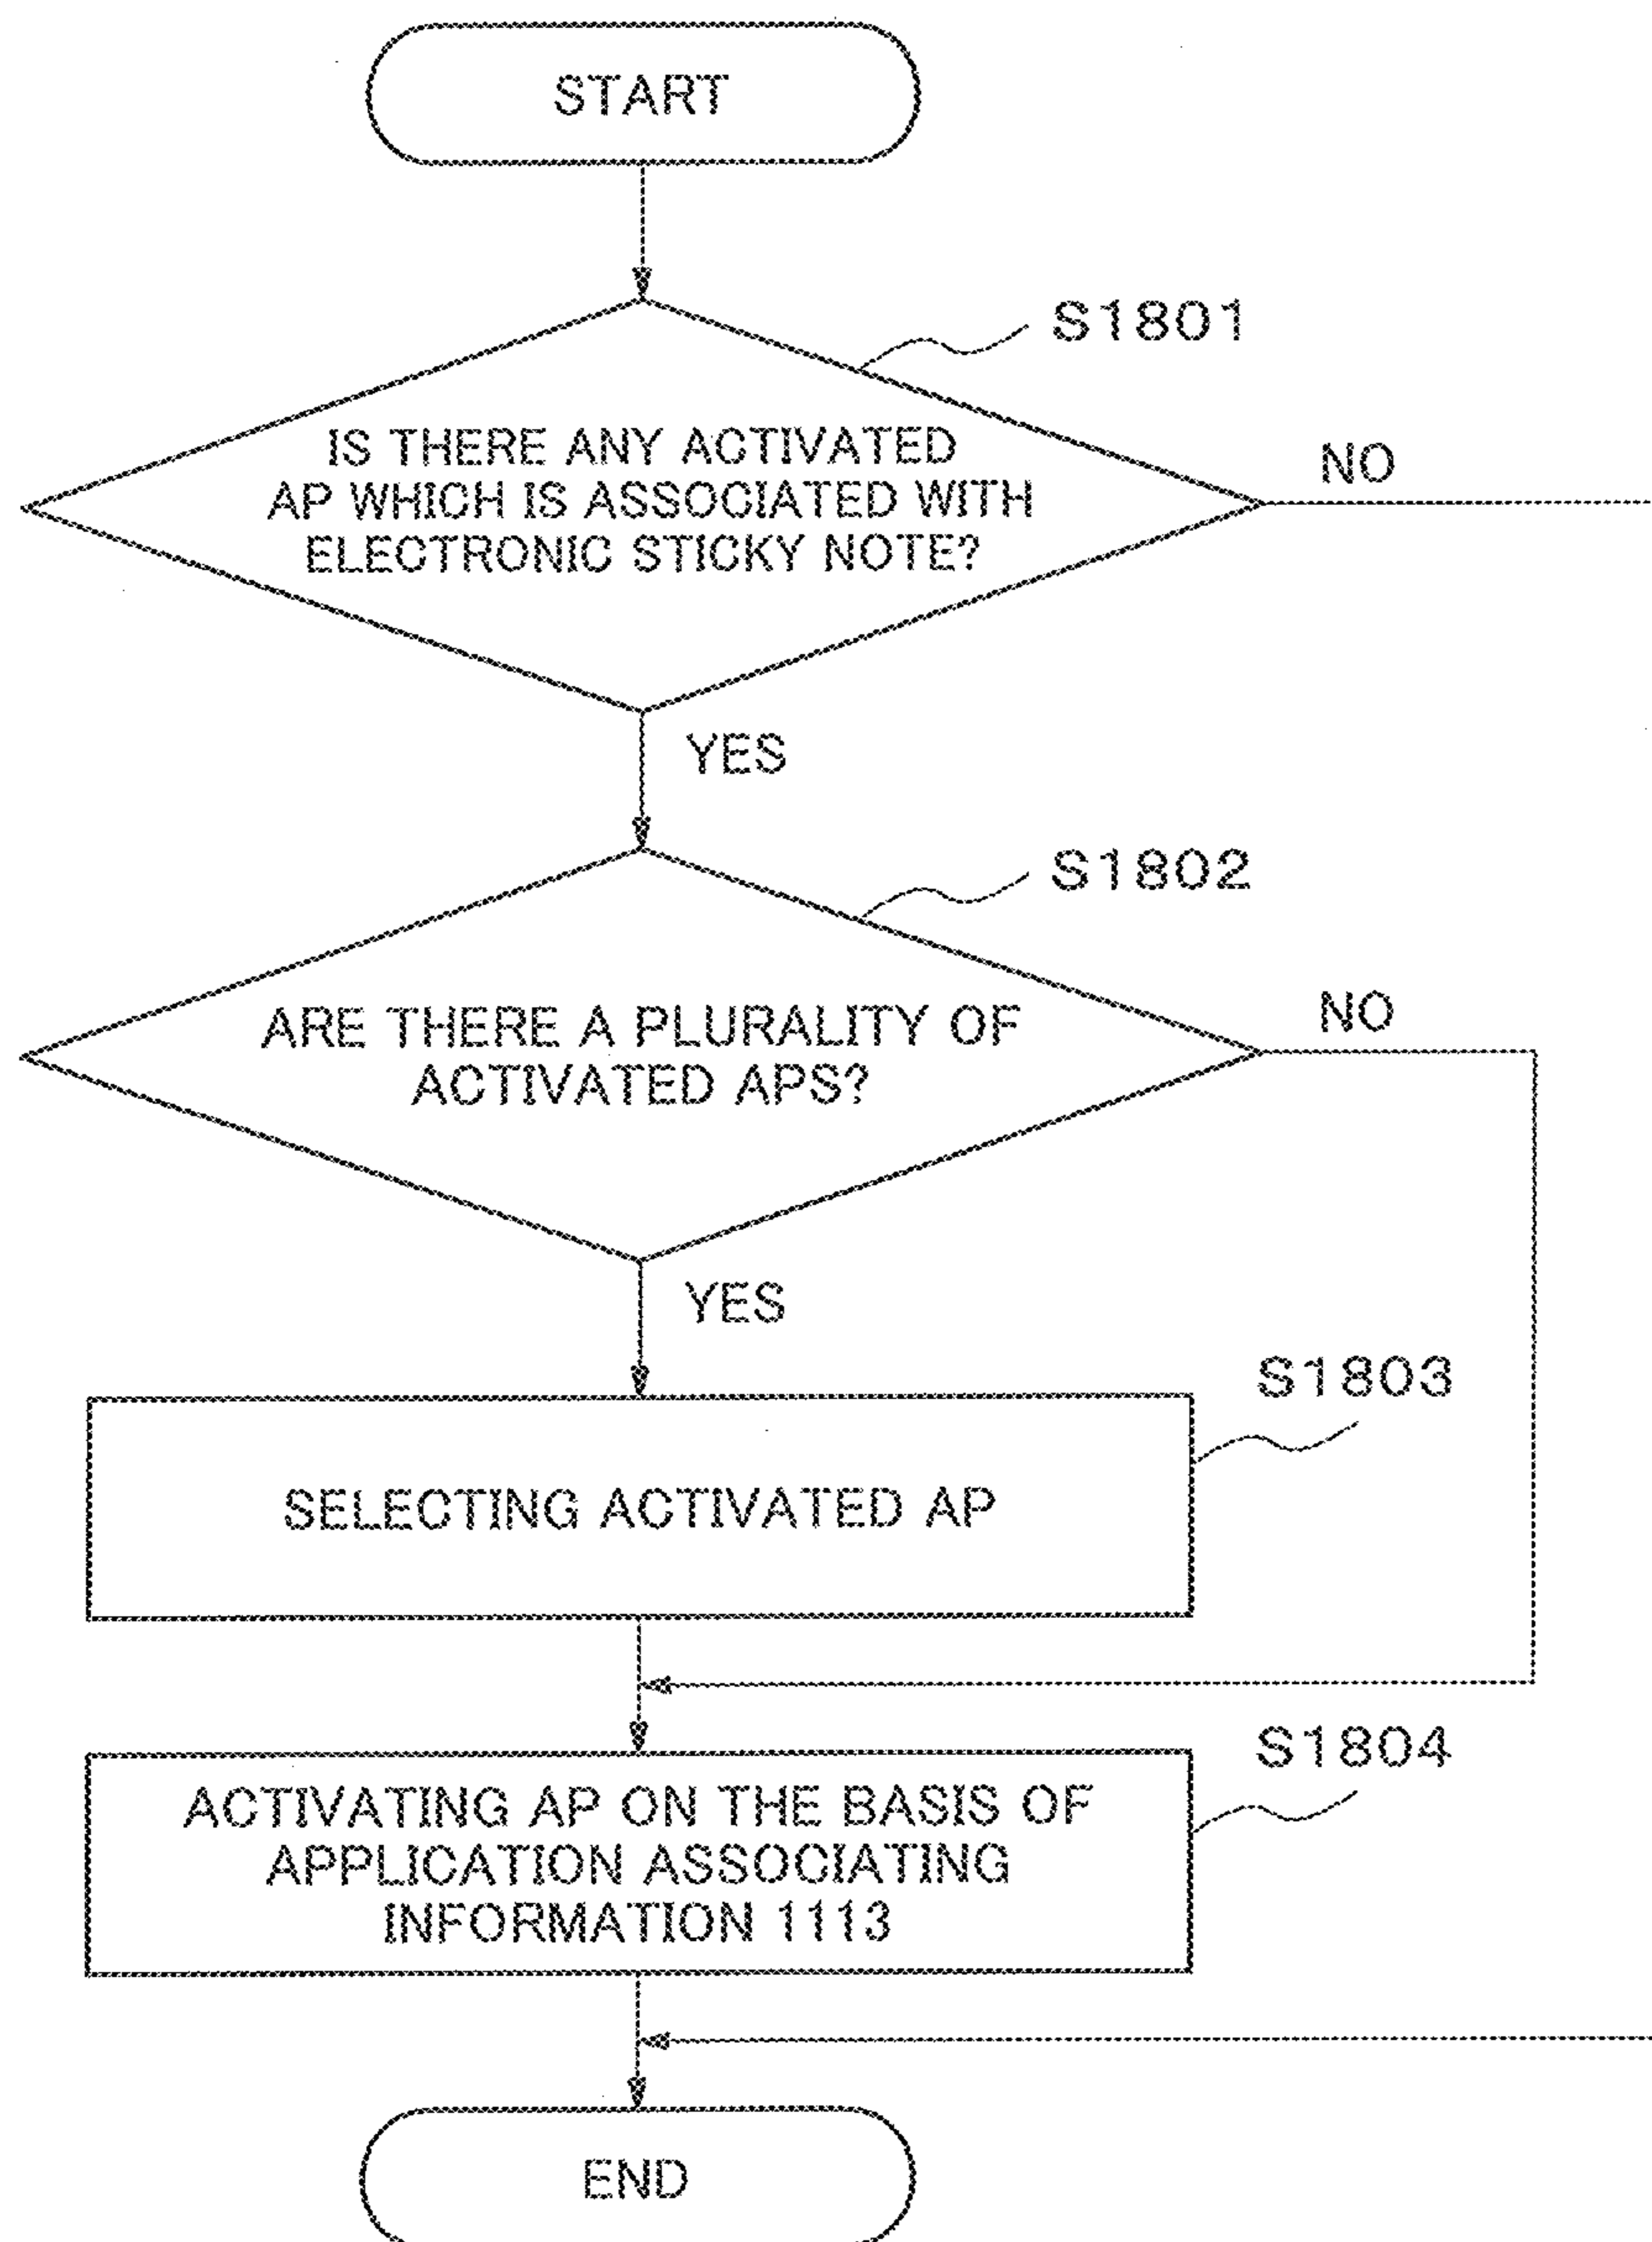 START
S1801
IS THERE ANY ACTIVATED
AP WHICH IS ASSOCIATED WITH
ELECTRONIC STICKY NOTE?
NO
YES
S1802
ARE THERE A PLURALITY OF
ACTIVATED APS?
NO
YES
S1803
SELECTING ACTIVATED AP
S1804
ACTIVATING AP ON THE BASIS OF
APPLICATION ASSOCIATING
INFORMATION 1113
END